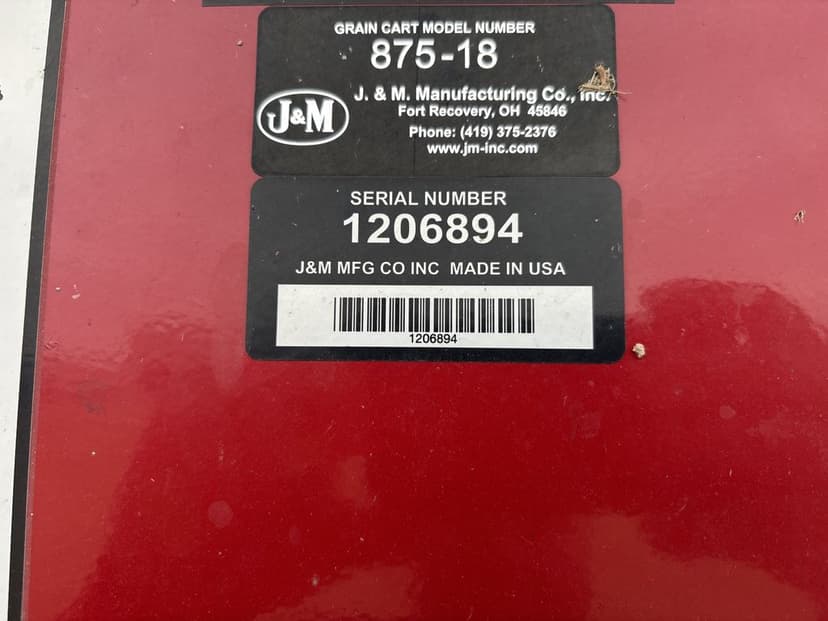 GRAIN CART MODEL NUMBER
875-18
J&M
J. & M. Manufacturing Co., Inc.
Fort Recovery, OH 45846
Phone: (419) 375-2376
www.jm-inc.com
SERIAL NUMBER
1206894
J&M MFG CO INC MADE IN USA
1206894